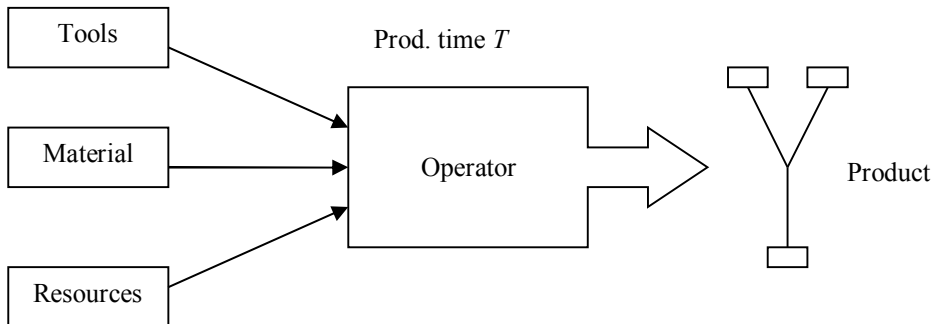 Tools
Prod. time T
Material
Operator
Product
Resources